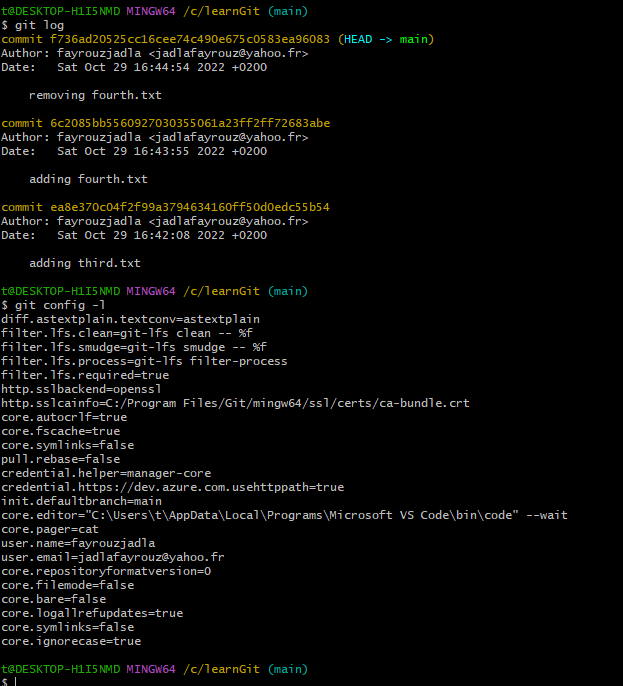 t@DESKTOP-H1I5NMD MINGW64 /c/learnGit (main)
$ git log
commit f736ad20525cc16cee74c490e675c0583ea96083 (HEAD -> main)
Author: fayrouzjadla <jadlafayrouz@yahoo.fr>
Date:   Sat Oct 29 16:44:54 2022 +0200

    removing fourth.txt

commit 6c2085bb5560927030355061a23ff2ff72683abe
Author: fayrouzjadla <jadlafayrouz@yahoo.fr>
Date:   Sat Oct 29 16:43:55 2022 +0200

    adding fourth.txt

commit ea8e370c04f2f99a3794634160ff50d0edc55b54
Author: fayrouzjadla <jadlafayrouz@yahoo.fr>
Date:   Sat Oct 29 16:42:08 2022 +0200

    adding third.txt

t@DESKTOP-H1I5NMD MINGW64 /c/learnGit (main)
$ git config -l
diff.astextplain.textconv=astextplain
filter.lfs.clean=git-lfs clean -- %f
filter.lfs.smudge=git-lfs smudge -- %f
filter.lfs.process=git-lfs filter-process
filter.lfs.required=true
http.sslbackend=openssl
http.sslcainfo=C:/Program Files/Git/mingw64/ssl/certs/ca-bundle.crt
core.autocrlf=true
core.fscache=true
core.symlinks=false
pull.rebase=false
credential.helper=manager-core
credential.https://dev.azure.com.usehttppath=true
init.defaultbranch=main
core.editor="C:\Users\t\AppData\Local\Programs\Microsoft VS Code\bin\code" --wait
core.pager=cat
user.name=fayrouzjadla
user.email=jadlafayrouz@yahoo.fr
core.repositoryformatversion=0
core.filemode=false
core.bare=false
core.logallrefupdates=true
core.symlinks=false
core.ignorecase=true

t@DESKTOP-H1I5NMD MINGW64 /c/learnGit (main)
$